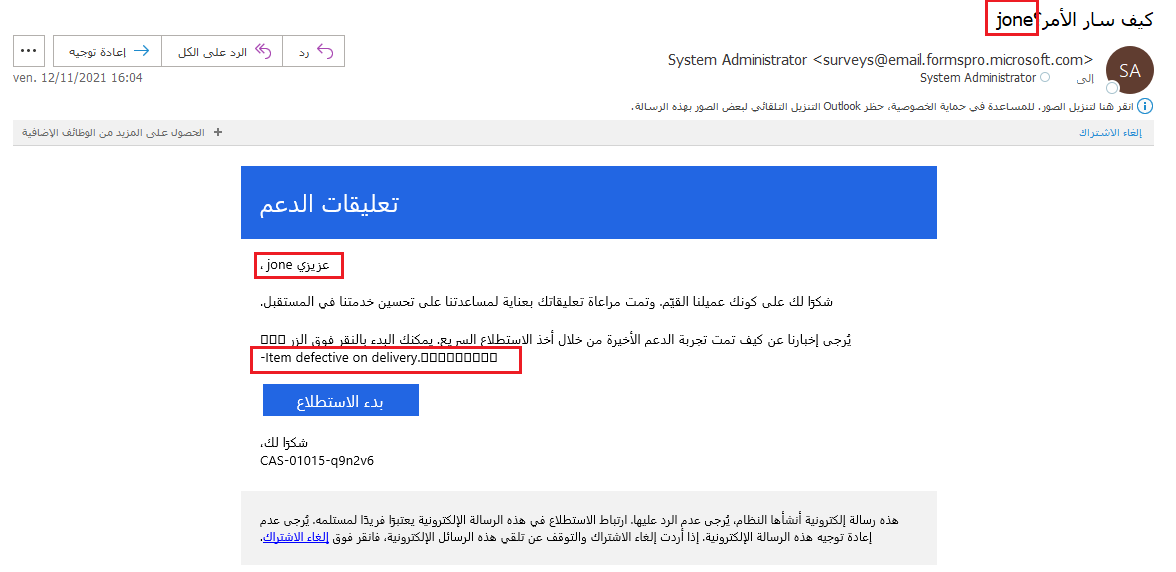 كيف سار الأمر؟jone
إعادة توجيه
الرد على الكل
رد
ven. 12/11/2021 16:04
System Administrator <surveys@email.formspro.microsoft.com>
إلى System Administrator
SA
انقر هنا لتنزيل الصور. للمساعدة في حماية الخصوصية، حظر Outlook التنزيل التلقائي لبعض الصور بهذه الرسالة.
إلغاء الاشتراك
+ الحصول على المزيد من الوظائف الإضافية
تعليقات الدعم
عزيزي jone ،
شكرًا لك على كونك عميلنا القيّم. وتمت مراعاة تعليقاتك بعناية لمساعدتنا على تحسين خدمتنا في المستقبل.
يُرجى إخبارنا عن كيف تمت تجربة الدعم الأخيرة من خلال أخذ الاستطلاع السريع. يمكنك البدء بالنقر فوق الزر
-Item defective on delivery.
بدء الاستطلاع
شكرًا لك،
CAS-01015-q9n2v6
هذه رسالة إلكترونية أنشأها النظام، يُرجى عدم الرد عليها. ارتباط الاستطلاع في هذه الرسالة الإلكترونية يعتبرًا فريدًا لمستلمه. يُرجى عدم
إعادة توجيه هذه الرسالة الإلكترونية. إذا أردت إلغاء الاشتراك والتوقف عن تلقي هذه الرسائل الإلكترونية، فانقر فوق إلغاء الاشتراك.